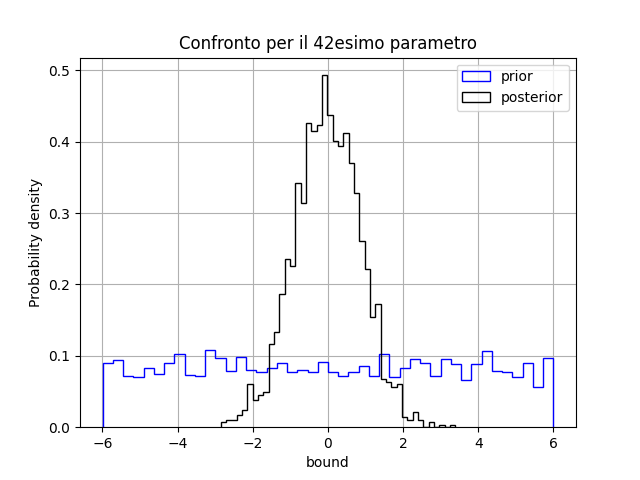 Confronto per il 42esimo parametro
prior
posterior
Probability density
0.5
0.4
0.3
0.2
0.1
0.0
−6
−4
−2
0
2
4
6
bound